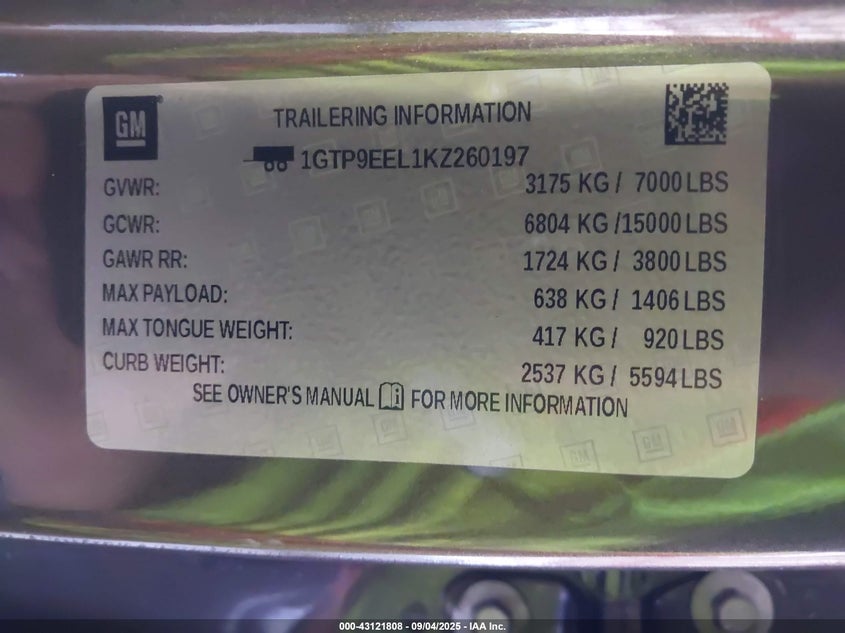 GM
TRAILERING INFORMATION
1GTP9EEL1KZ260197
GVWR: 3175 KG / 7000 LBS
GCWR: 6804 KG /15000 LBS
GAWR RR: 1724 KG / 3800 LBS
MAX PAYLOAD: 638 KG / 1406 LBS
MAX TONGUE WEIGHT: 417 KG / 920 LBS
CURB WEIGHT: 2537 KG / 5594 LBS
SEE OWNER'S MANUAL FOR MORE INFORMATION
000-43121808 - 09/04/2025 - IAA Inc.